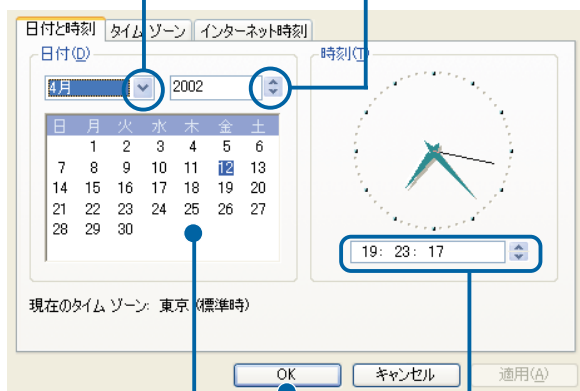 日付と時刻 タイム ゾーン インターネット時刻
日付(D)
4月 2002
日 月 火 水 木 金 土
1 2 3 4 5 6
7 8 9 10 11 12 13
14 15 16 17 18 19 20
21 22 23 24 25 26 27
28 29 30
時刻(T)
19: 23: 17
現在のタイム ゾーン: 東京 (標準時)
OK キャンセル 適用(A)